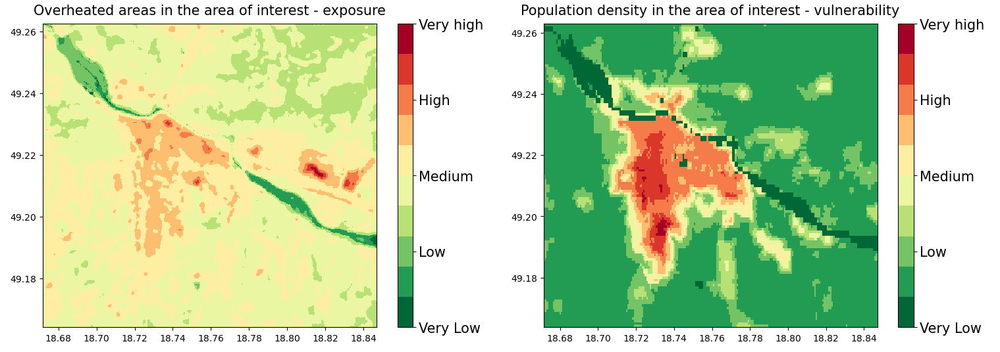 Overheated areas in the area of interest - exposure
49.26
49.24
49.22
49.20
49.18
18.68 18.70 18.72 18.74 18.76 18.78 18.80 18.82 18.84
Very high
High
Medium
Low
Very Low
Population density in the area of interest - vulnerability
49.26
49.24
49.22
49.20
49.18
18.68 18.70 18.72 18.74 18.76 18.78 18.80 18.82 18.84
Very high
High
Medium
Low
Very Low